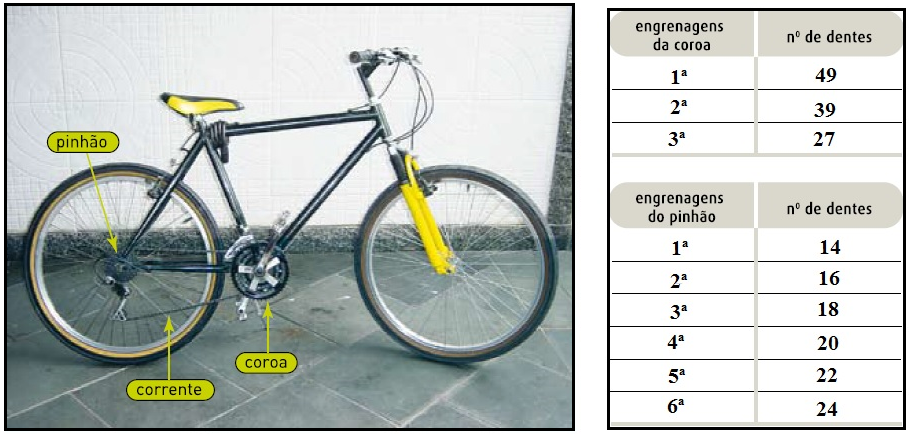 pinhão
coroa
corrente
engrenagens da coroa nº de dentes
1ª 49
2ª 39
3ª 27
engrenagens do pinhão nº de dentes
1ª 14
2ª 16
3ª 18
4ª 20
5ª 22
6ª 24